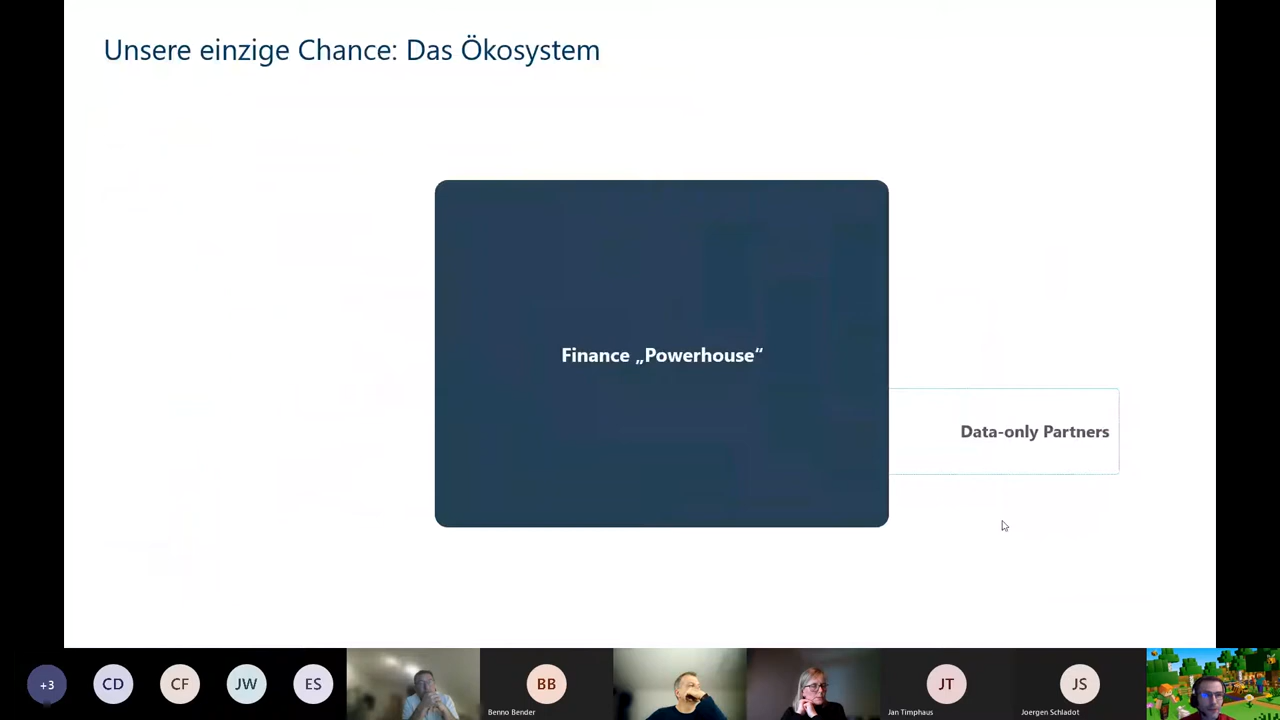 Unsere einzige Chance: Das Ökosystem
Finance „Powerhouse“
Data-only Partners
+3
CD
CF
JW
ES
BB
Benno Bender
JT
Jan Timphaus
JS
Joergen Schladot